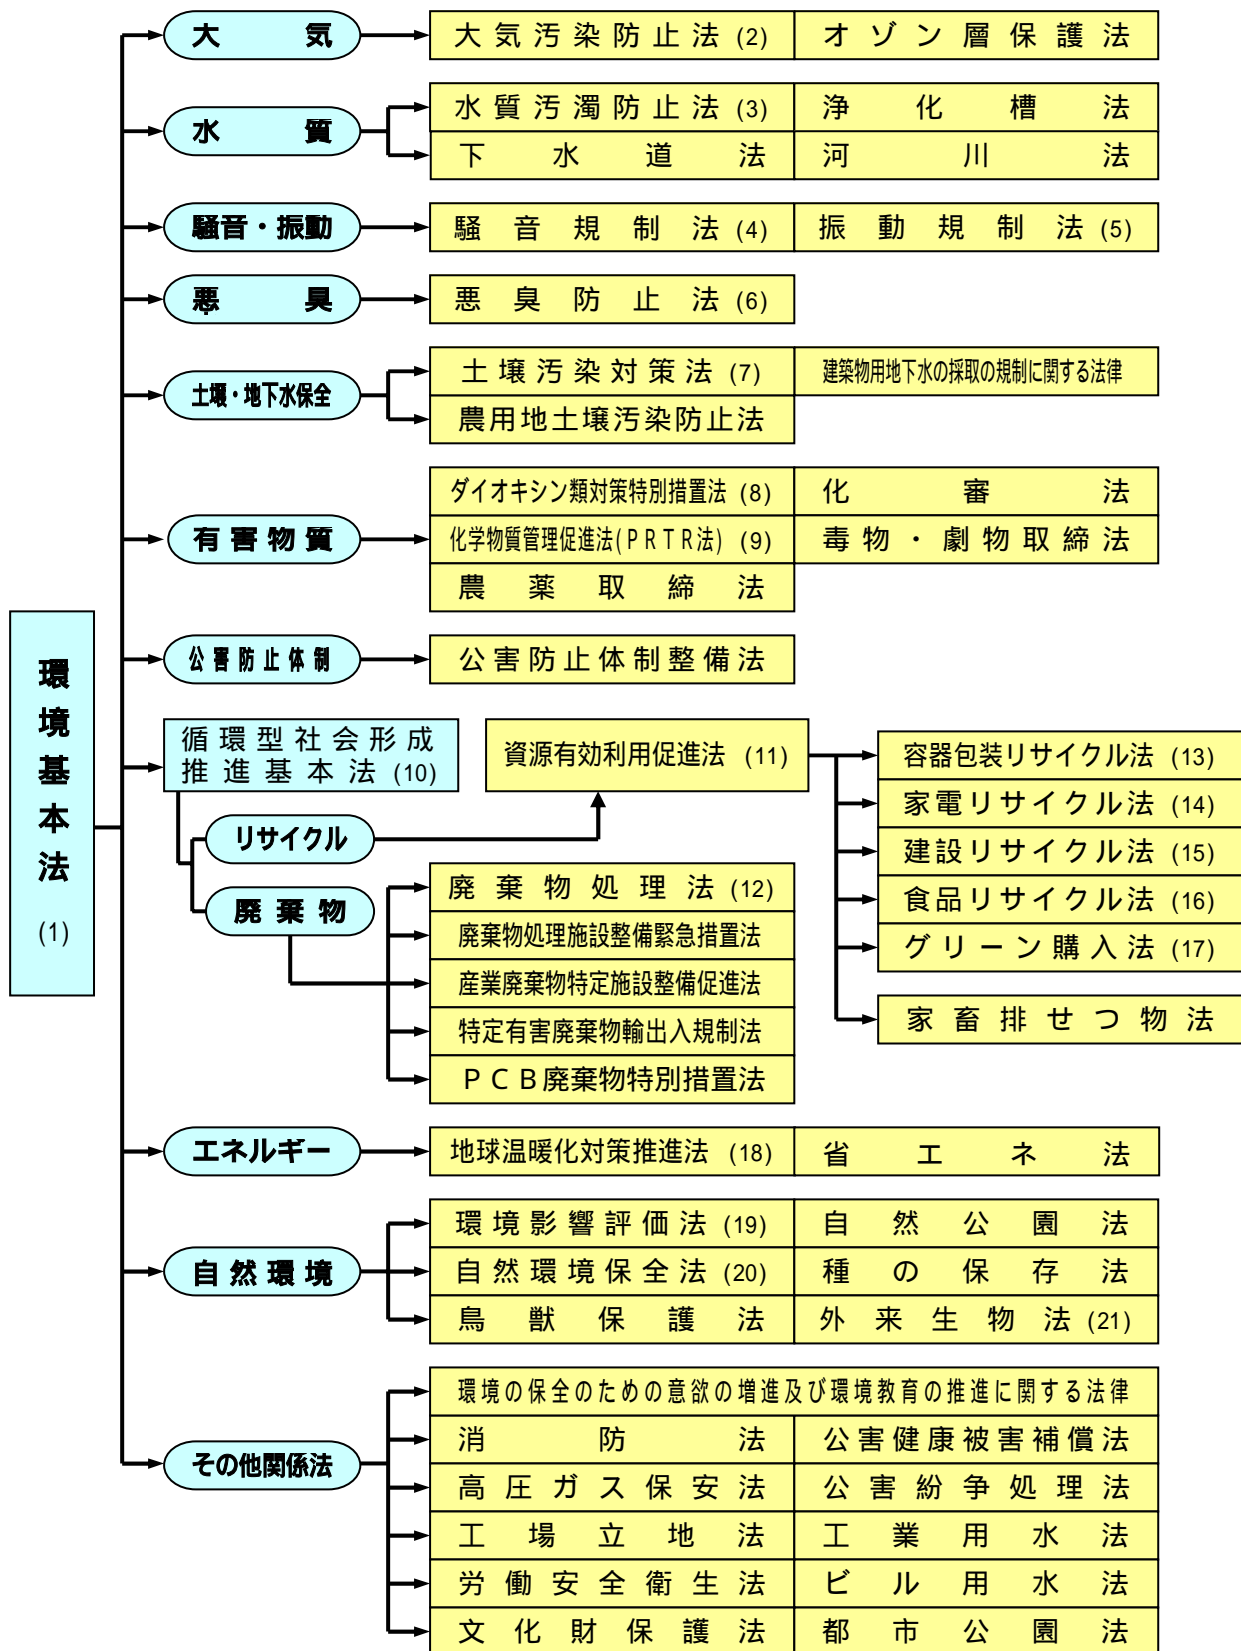 環境基本法
(1)
大気
大気汚染防止法 (2)
オゾン層保護法
水質
水質汚濁防止法 (3)
浄化槽法
下水道法
河川法
騒音・振動
騒音規制法 (4)
振動規制法 (5)
悪臭
悪臭防止法 (6)
土壌・地下水保全
土壌汚染対策法 (7)
建築物用地下水の採取の規制に関する法律
農用地土壌汚染防止法
有害物質
ダイオキシン類対策特別措置法 (8)
化審法
化学物質管理促進法(PRTR法) (9)
毒物・劇物取締法
農薬取締法
公害防止体制
公害防止体制整備法
循環型社会形成
推進基本法 (10)
資源有効利用促進法 (11)
容器包装リサイクル法 (13)
家電リサイクル法 (14)
建設リサイクル法 (15)
食品リサイクル法 (16)
グリーン購入法 (17)
家畜排せつ物法
リサイクル
廃棄物
廃棄物処理法 (12)
廃棄物処理施設整備緊急措置法
産業廃棄物特定施設整備促進法
特定有害廃棄物輸出入規制法
PCB廃棄物特別措置法
エネルギー
地球温暖化対策推進法 (18)
省エネ法
自然環境
環境影響評価法 (19)
自然公園法
自然環境保全法 (20)
種の保存法
鳥獣保護法
外来生物法 (21)
その他関係法
環境の保全のための意欲の増進及び環境教育の推進に関する法律
消防法
公害健康被害補償法
高圧ガス保安法
公害紛争処理法
工場立地法
工業用水法
労働安全衛生法
ビル用水法
文化財保護法
都市公園法